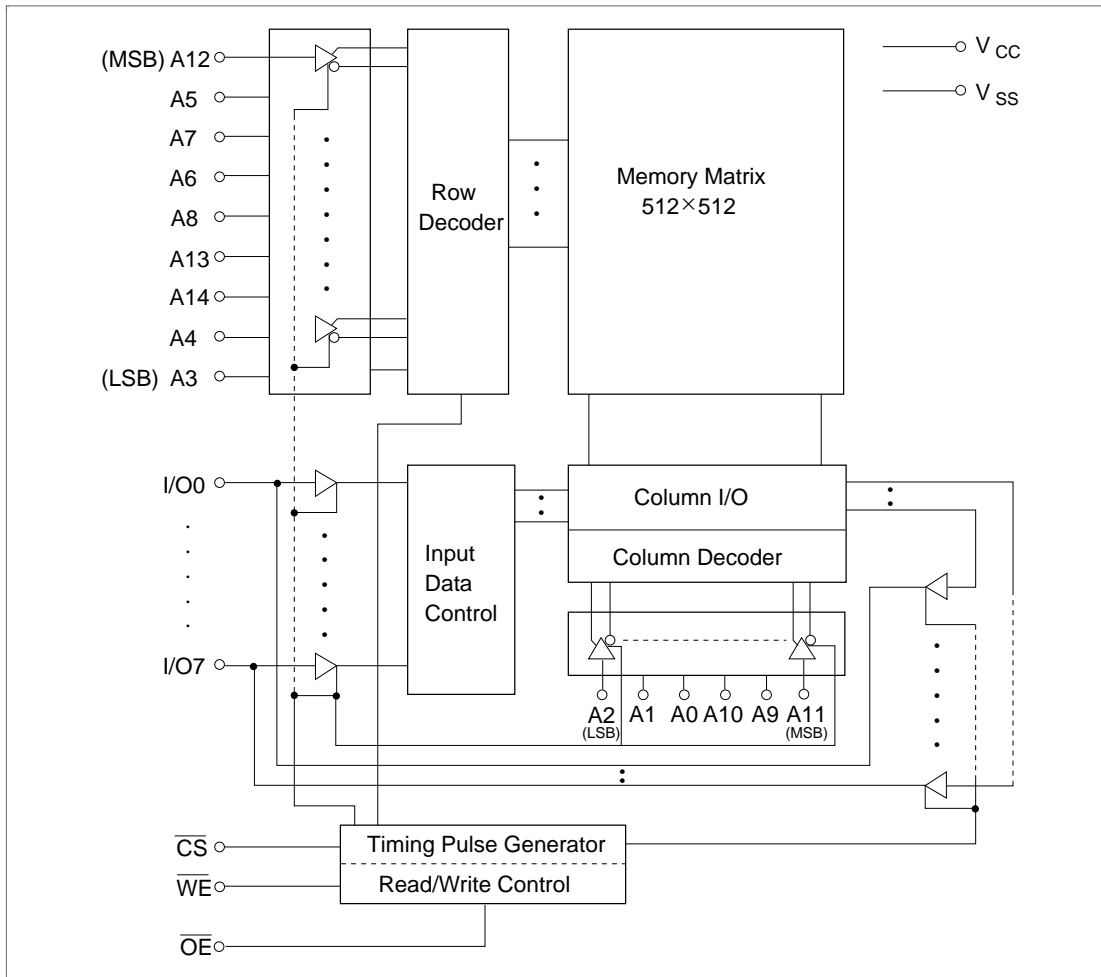 (MSB) A12
A5
A7
A6
A8
A13
A14
A4
(LSB) A3
Row
Decoder
Memory Matrix
512×512
V CC
V SS
I/O0
I/O7
Input
Data
Control
Column I/O
Column Decoder
A2 A1 A0 A10 A9 A11
(LSB) (MSB)
CS
WE
OE
Timing Pulse Generator
Read/Write Control